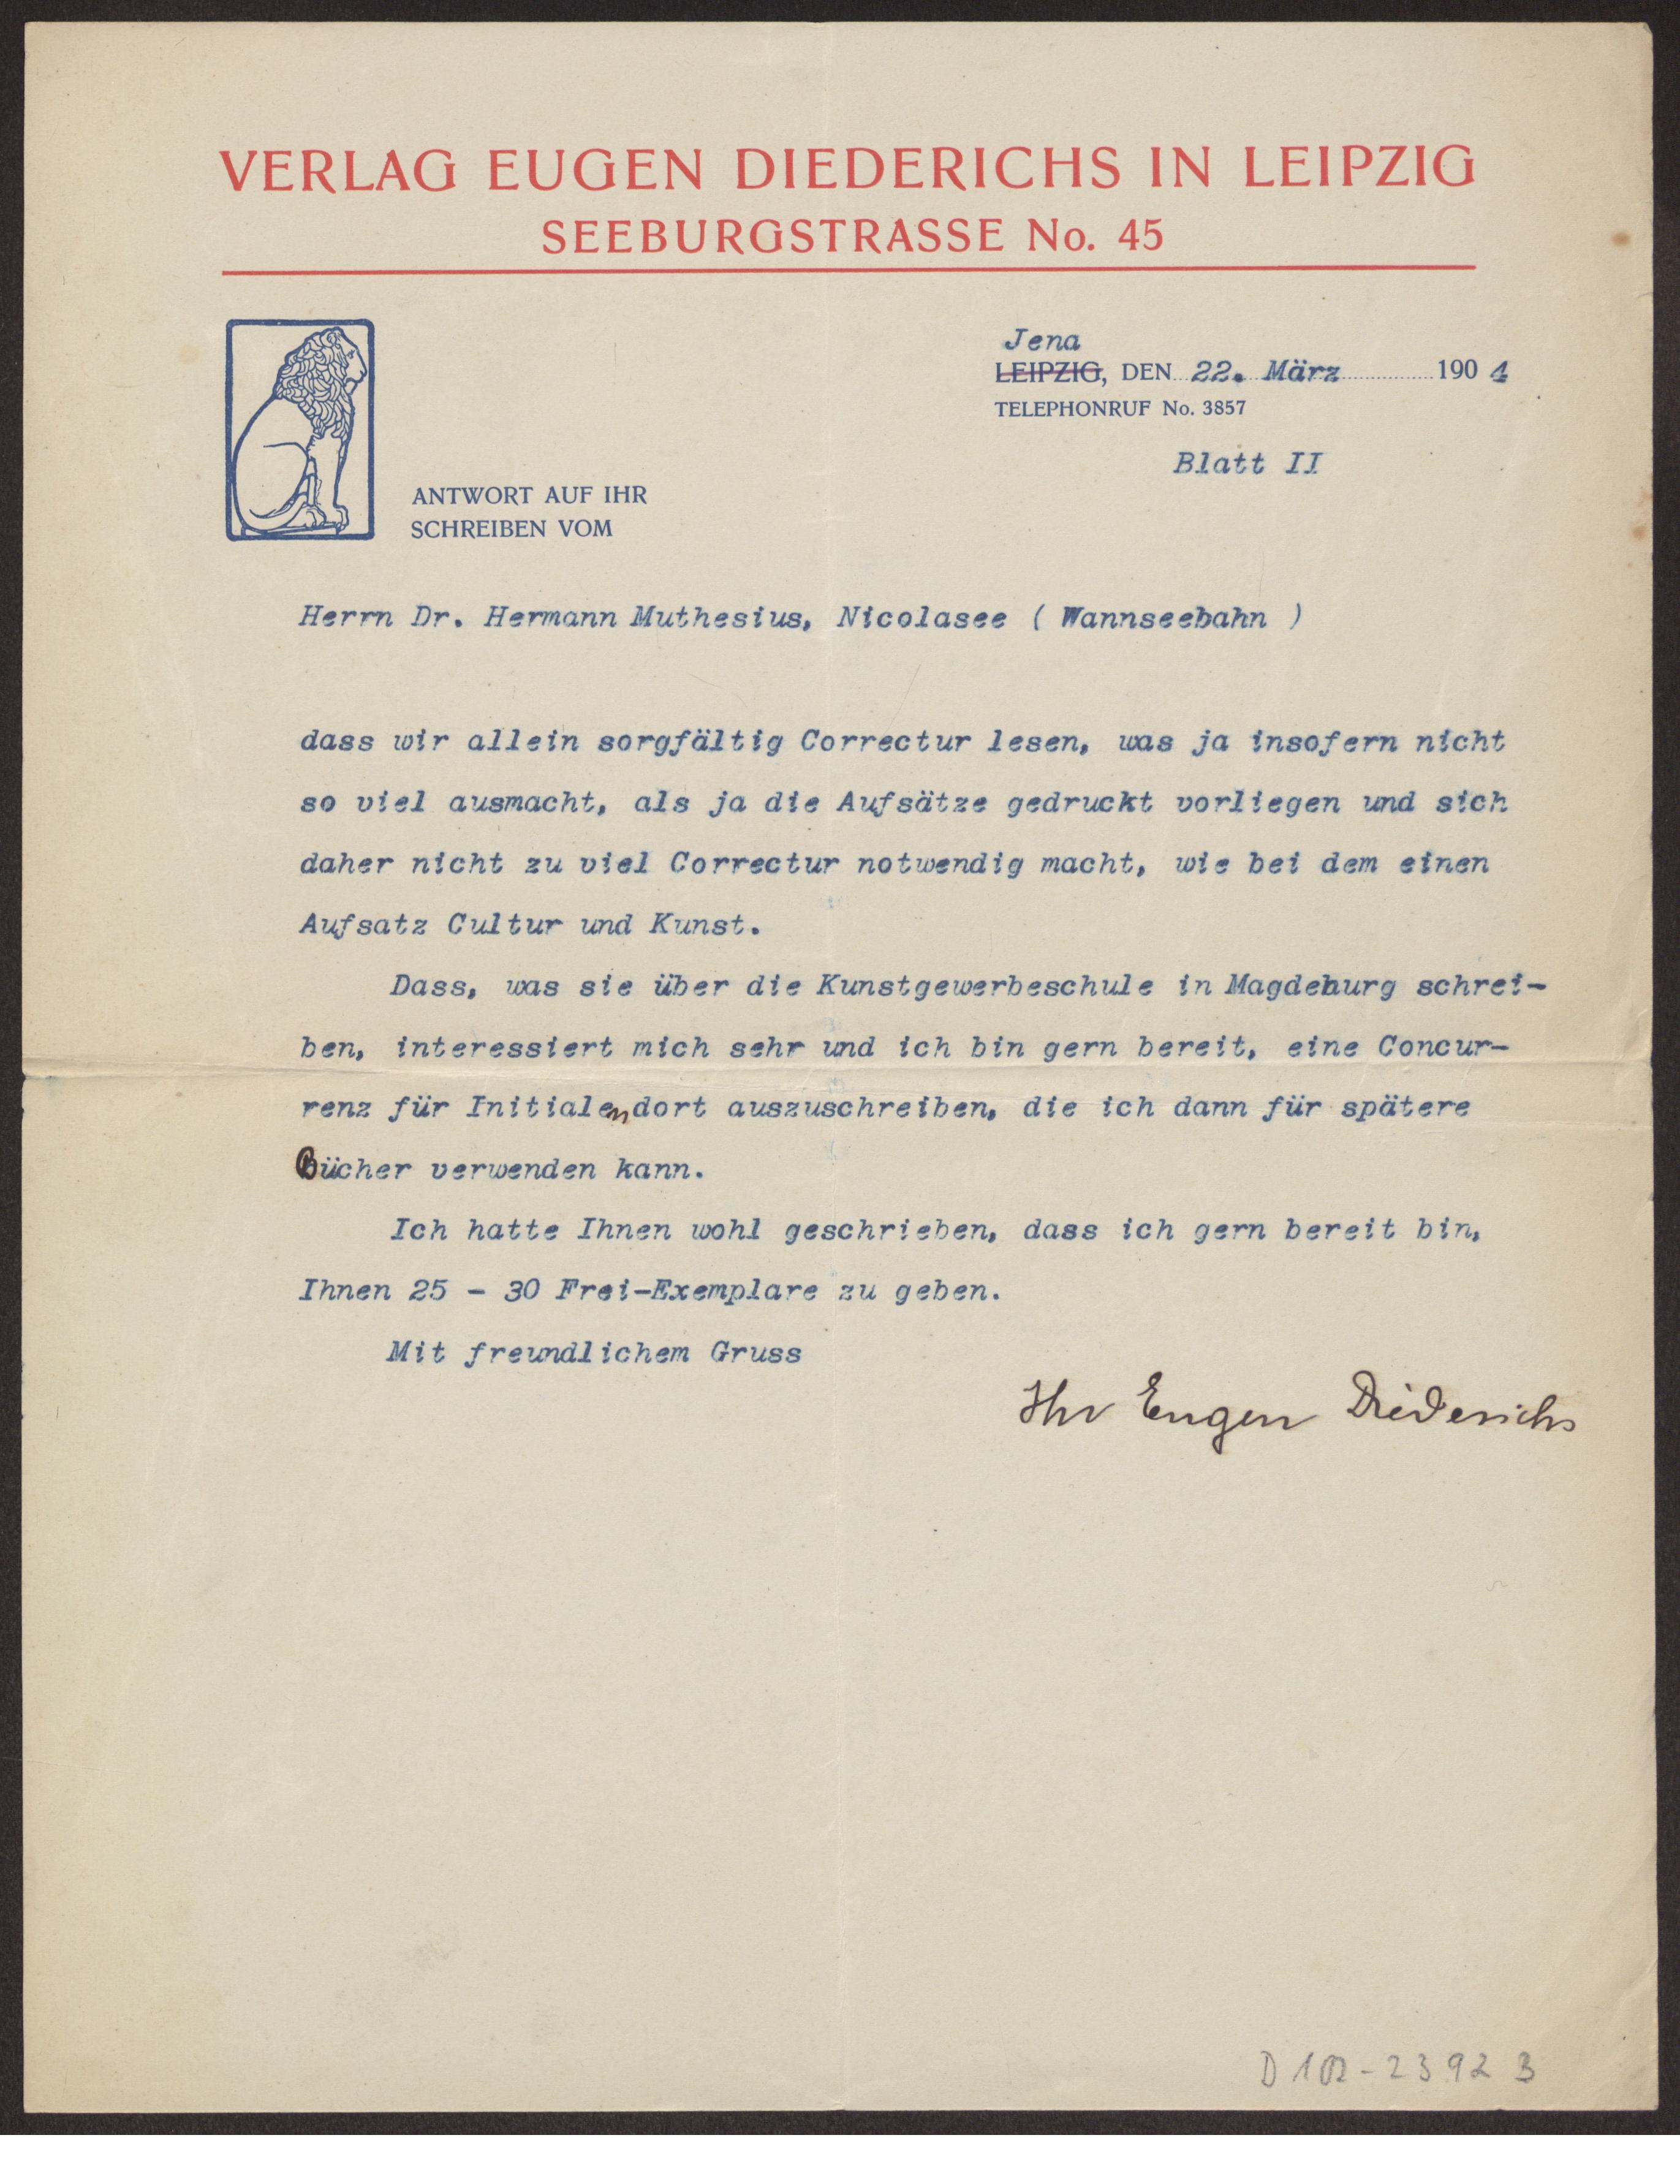 VERLAG EUGEN DIEDERICHS IN LEIPZIG
SEEBURGSTRASSE No. 45
Jena
LEIPZIG, DEN 22. März 1904
TELEPHONRUF No. 3857
Blatt II
ANTWORT AUF IHR
SCHREIBEN VOM
Herrn Dr. Hermann Muthesius, Nicolasee ( Wannseebahn )
dass wir allein sorgfältig Correctur lesen, was ja insofern nicht
so viel ausmacht, als ja die Aufsätze gedruckt vorliegen und sich
daher nicht zu viel Correctur notwendig macht, wie bei dem einen
Aufsatz Cultur und Kunst.
Dass, was sie über die Kunstgewerbeschule in Magdeburg schrei-
ben, interessiert mich sehr und ich bin gern bereit, eine Concur-
renz für Initialen dort auszuschreiben, die ich dann für spätere
Bücher verwenden kann.
Ich hatte Ihnen wohl geschrieben, dass ich gern bereit bin,
Ihnen 25 - 30 Frei-Exemplare zu geben.
Mit freundlichem Gruss
Ihr Eugen Diederichs
D 102-2392 3